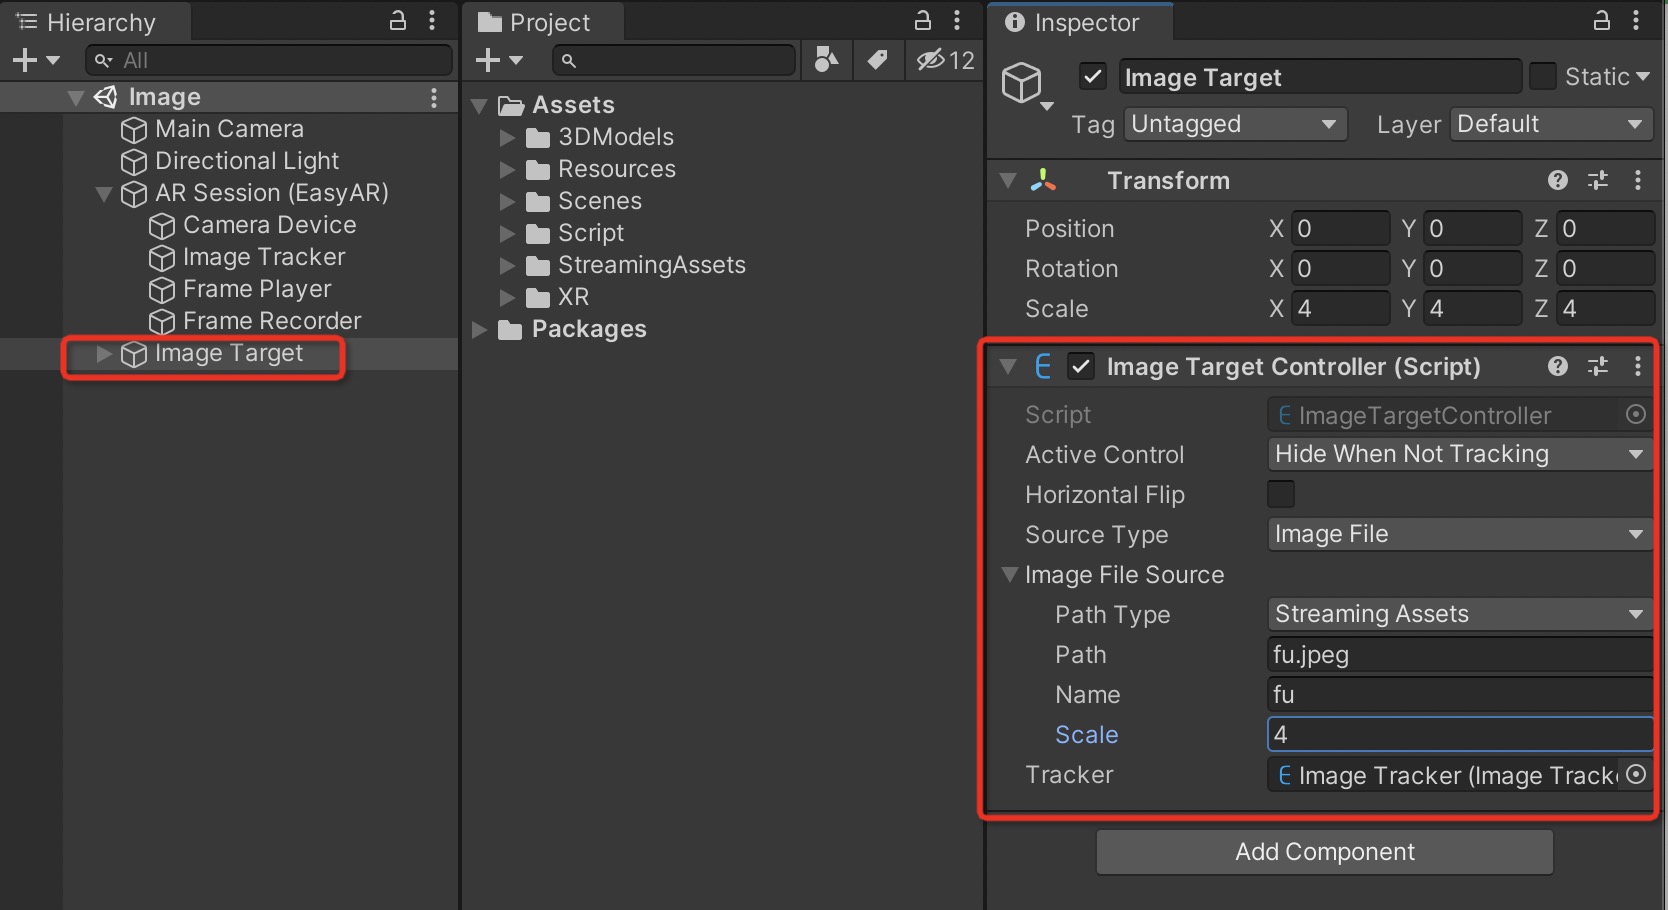 Hierarchy
All
Image
Main Camera
Directional Light
AR Session (EasyAR)
Camera Device
Image Tracker
Frame Player
Frame Recorder
Image Target
Project
12
Assets
3DModels
Resources
Scenes
Script
StreamingAssets
XR
Packages
Inspector
Image Target Static
Tag Untagged Layer Default
Transform
Position X 0 Y 0 Z 0
Rotation X 0 Y 0 Z 0
Scale X 4 Y 4 Z 4
Image Target Controller (Script)
Script ImageTargetController
Active Control Hide When Not Tracking
Horizontal Flip
Source Type Image File
Image File Source
Path Type Streaming Assets
Path fu.jpeg
Name fu
Scale 4
Tracker Image Tracker (Image Track
Add Component